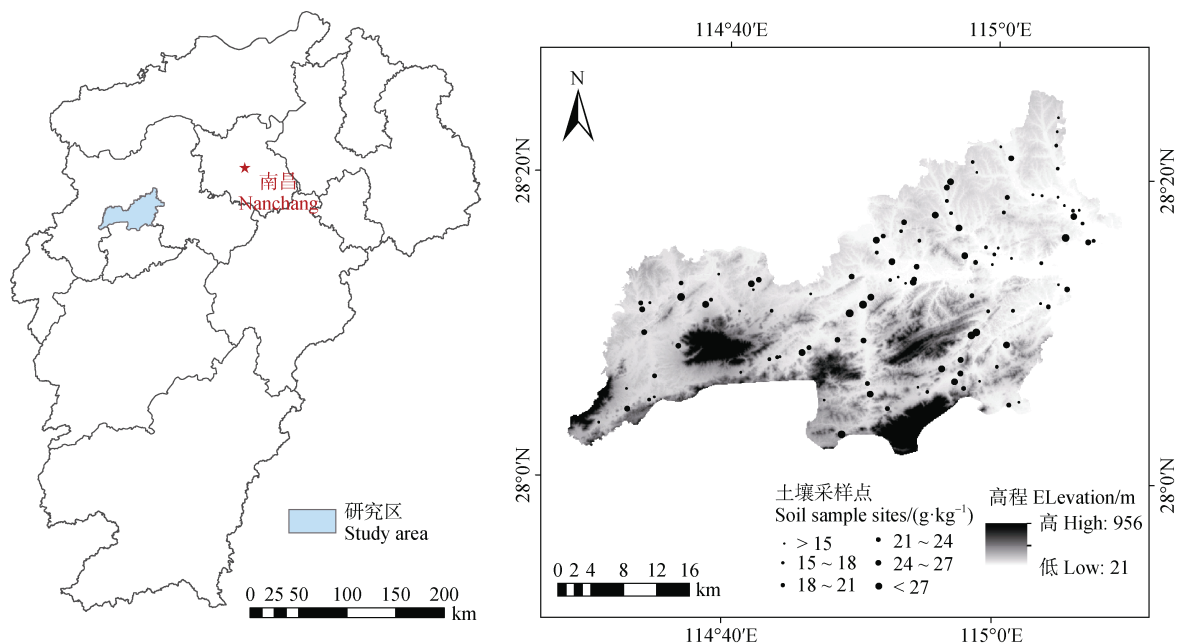 南昌
Nanchang
研究区
Study area
0 25 50 100 150 200
km
114°40′E 115°0′E
N
28°20′N
28°20′N
28°0′N
28°0′N
土壤采样点
Soil sample sites/(g·kg⁻¹)
> 15
15 ~ 18
18 ~ 21
21 ~ 24
24 ~ 27
< 27
高程 ELevation/m
高 High: 956
低 Low: 21
0 2 4 8 12 16
km
114°40′E 115°0′E